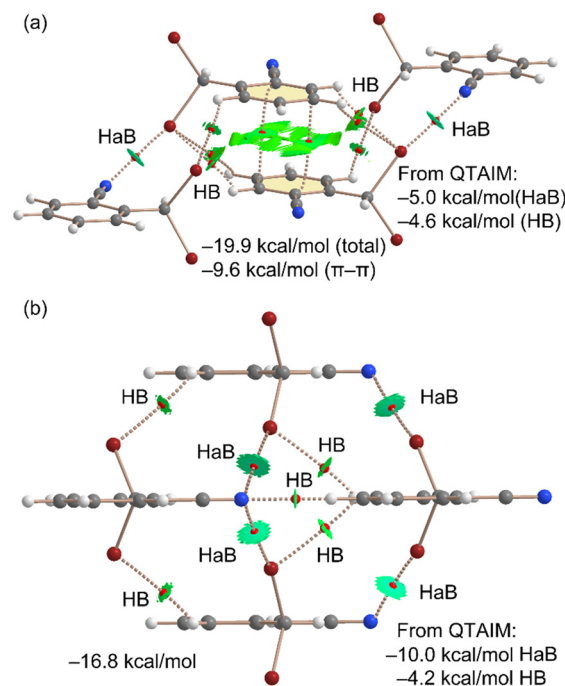 (a)
HB
HaB
HaB
HB
From QTAIM:
–5.0 kcal/mol(HaB)
–4.6 kcal/mol (HB)
–19.9 kcal/mol (total)
–9.6 kcal/mol (π–π)
(b)
HB
HaB
HaB
HB
HB
HaB
HB
HB
HaB
From QTAIM:
–16.8 kcal/mol
–10.0 kcal/mol HaB
–4.2 kcal/mol HB